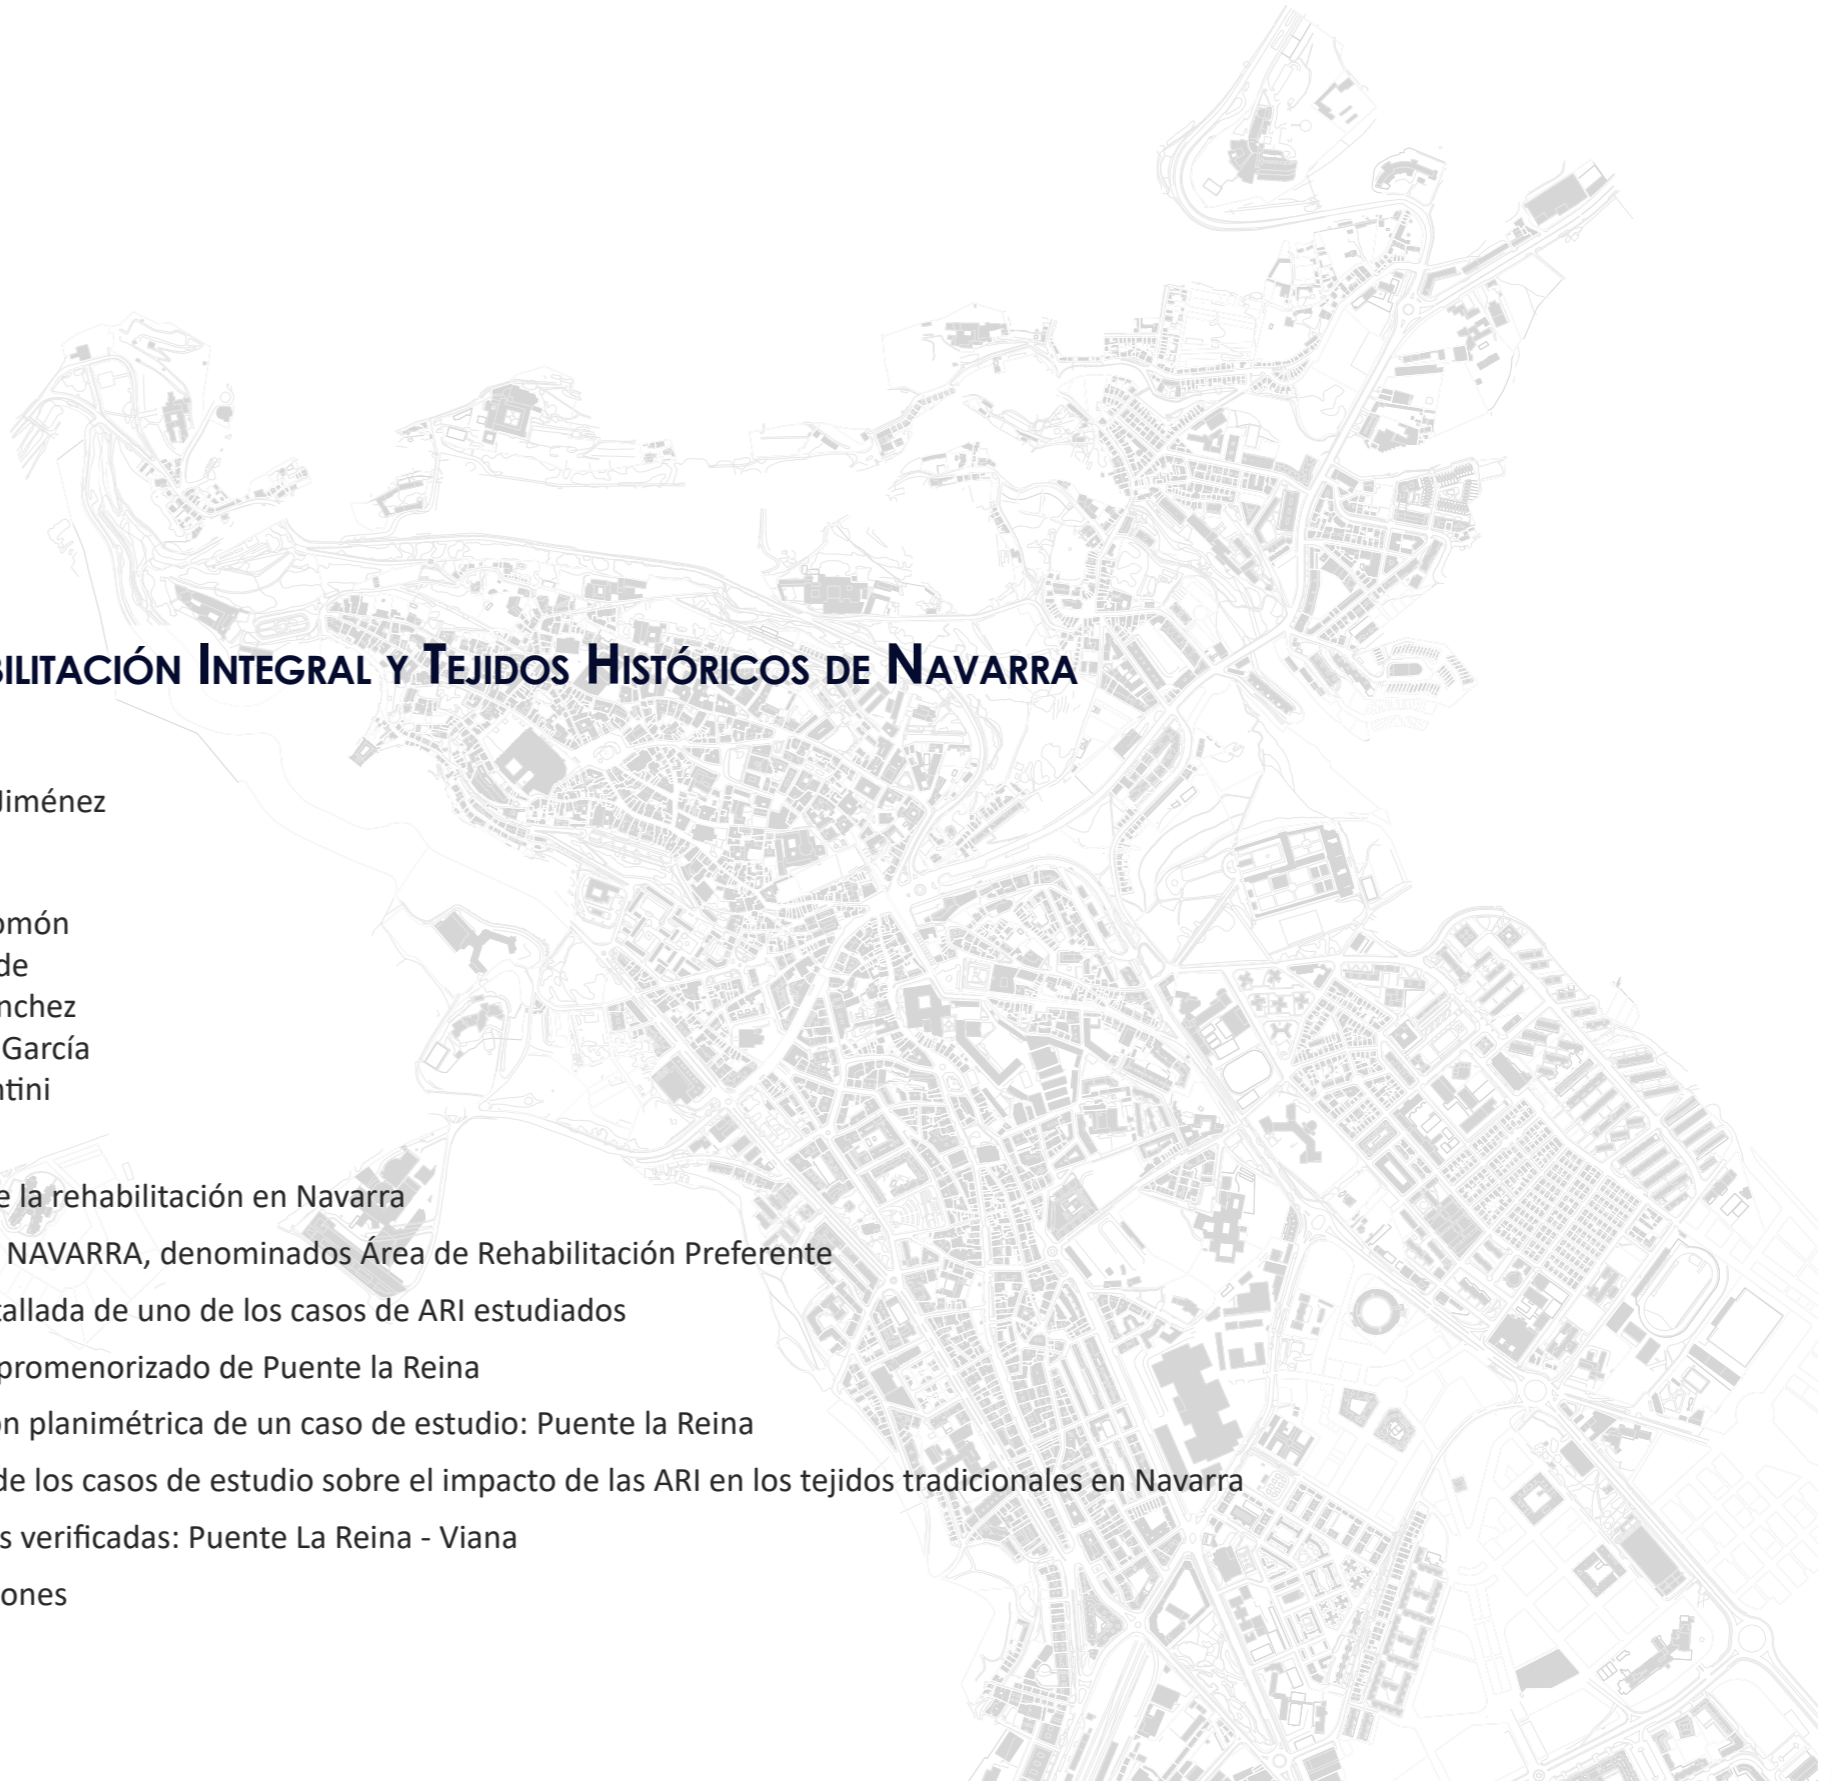 BILITACIÓN INTEGRAL Y TEJIDOS HISTÓRICOS DE NAVARRA
Jiménez
omón
de
nchez
García
ntini
e la rehabilitación en Navarra
NAVARRA, denominados Área de Rehabilitación Preferente
tallada de uno de los casos de ARI estudiados
promenorizado de Puente la Reina
ón planimétrica de un caso de estudio: Puente la Reina
de los casos de estudio sobre el impacto de las ARI en los tejidos tradicionales en Navarra
s verificadas: Puente La Reina - Viana
ones